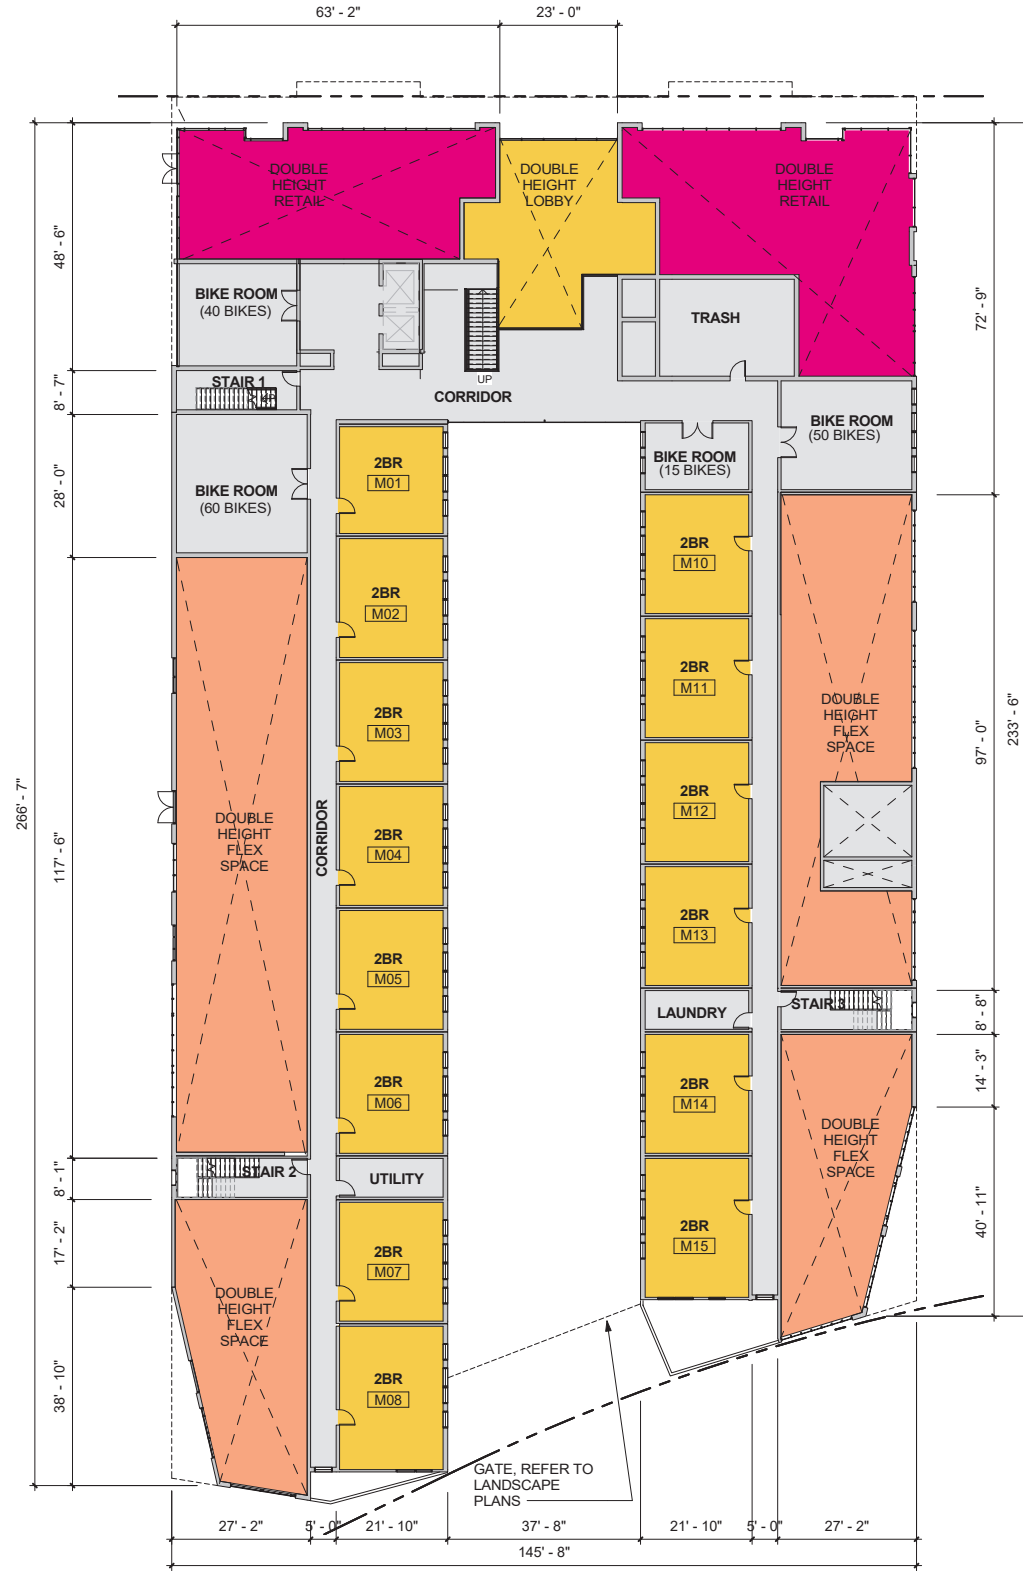 63' - 2"
23' - 0"
DOUBLE
HEIGHT
RETAIL
DOUBLE
HEIGHT
LOBBY
DOUBLE
HEIGHT
RETAIL
48' - 6"
72' - 9"
BIKE ROOM
(40 BIKES)
TRASH
STAIR 1
UP
CORRIDOR
8' - 7"
BIKE ROOM
(50 BIKES)
2BR
M01
BIKE ROOM
(15 BIKES)
28' - 0"
BIKE ROOM
(60 BIKES)
2BR
M10
2BR
M02
2BR
M11
2BR
M03
DOUBLE
HEIGHT
FLEX
SPACE
97' - 0"
233' - 6"
266' - 7"
117' - 6"
DOUBLE
HEIGHT
FLEX
SPACE
CORRIDOR
2BR
M12
2BR
M04
2BR
M13
2BR
M05
LAUNDRY
STAIR 3
8' - 8"
2BR
M06
2BR
M14
14' - 3"
DOUBLE
HEIGHT
FLEX
SPACE
8' - 1"
STAIR 2
UTILITY
40' - 11"
17' - 2"
2BR
M07
2BR
M15
DOUBLE
HEIGHT
FLEX
SPACE
38' - 10"
2BR
M08
GATE, REFER TO
LANDSCAPE
PLANS
27' - 2"
5' - 0"
21' - 10"
37' - 8"
21' - 10"
5' - 0"
27' - 2"
145' - 8"